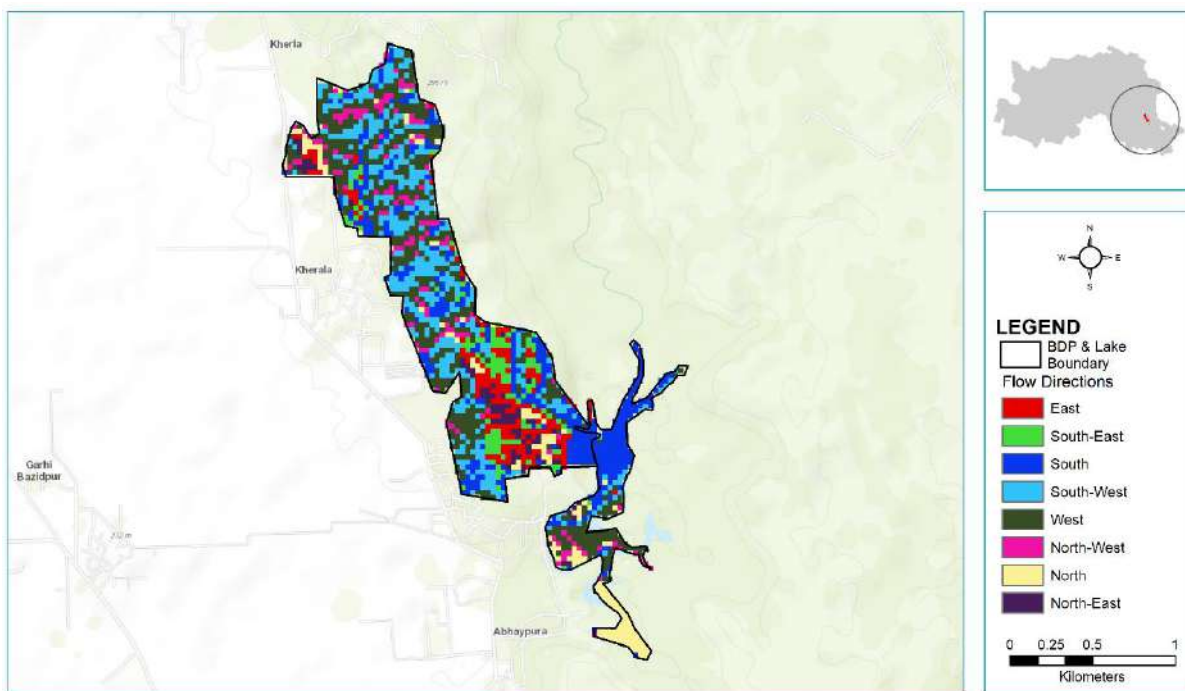 Kherla
Kherala
Garhi
Bazidpur
Abhaypura
N
W E
S
LEGEND
BDP & Lake
Boundary
Flow Directions
East
South-East
South
South-West
West
North-West
North
North-East
0 0.25 0.5 1
Kilometers